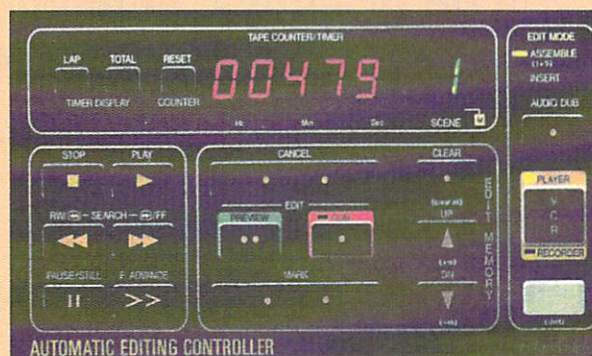 TAPE COUNTER/TIMER
LAP TOTAL RESET
TIMER DISPLAY COUNTER
00479 1
Hr Min Sec SCENE M
EDIT MODE
ASSEMBLE
INSERT
AUDIO DUB
STOP PLAY
RW/ SEARCH /FF
PAUSE/STILL F. ADVANCE
CANCEL CLEAR
EDIT
PREVIEW
UP
MARK
DN
EDIT MEMORY
PLAYER
VCR
RECORDER
AUTOMATIC EDITING CONTROLLER